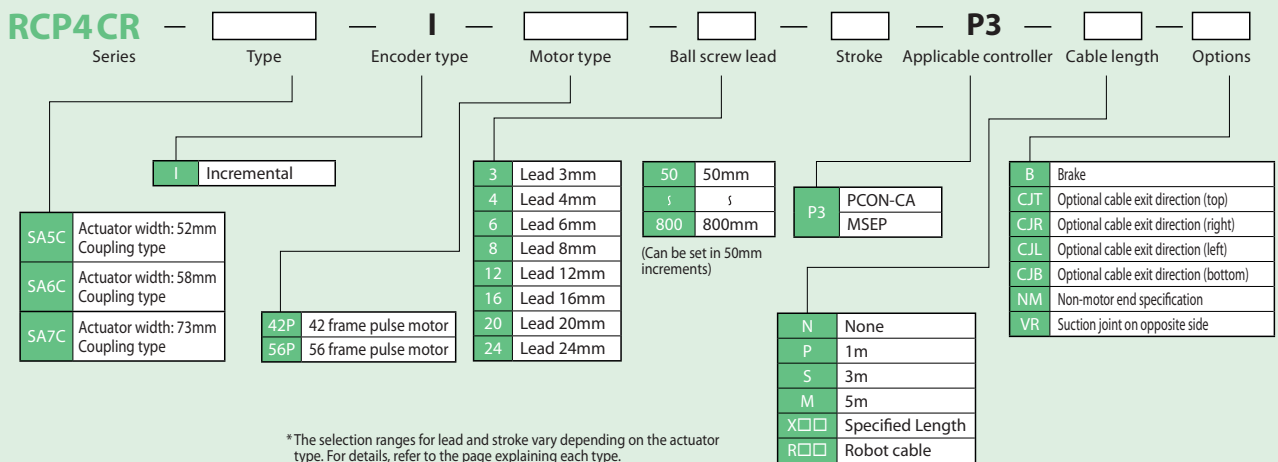 RCP4CR — — I — — — — P3 — —
Series Type Encoder type Motor type Ball screw lead Stroke Applicable controller Cable length Options
I Incremental
SA5C Actuator width: 52mm
Coupling type
SA6C Actuator width: 58mm
Coupling type
SA7C Actuator width: 73mm
Coupling type
42P 42 frame pulse motor
56P 56 frame pulse motor
3 Lead 3mm
4 Lead 4mm
6 Lead 6mm
8 Lead 8mm
12 Lead 12mm
16 Lead 16mm
20 Lead 20mm
24 Lead 24mm
50 50mm
≀ ≀
800 800mm
(Can be set in 50mm
increments)
P3 PCON-CA
MSEP
N None
P 1m
S 3m
M 5m
X□□ Specified Length
R□□ Robot cable
B Brake
CJT Optional cable exit direction (top)
CJR Optional cable exit direction (right)
CJL Optional cable exit direction (left)
CJB Optional cable exit direction (bottom)
NM Non-motor end specification
VR Suction joint on opposite side
* The selection ranges for lead and stroke vary depending on the actuator
type. For details, refer to the page explaining each type.